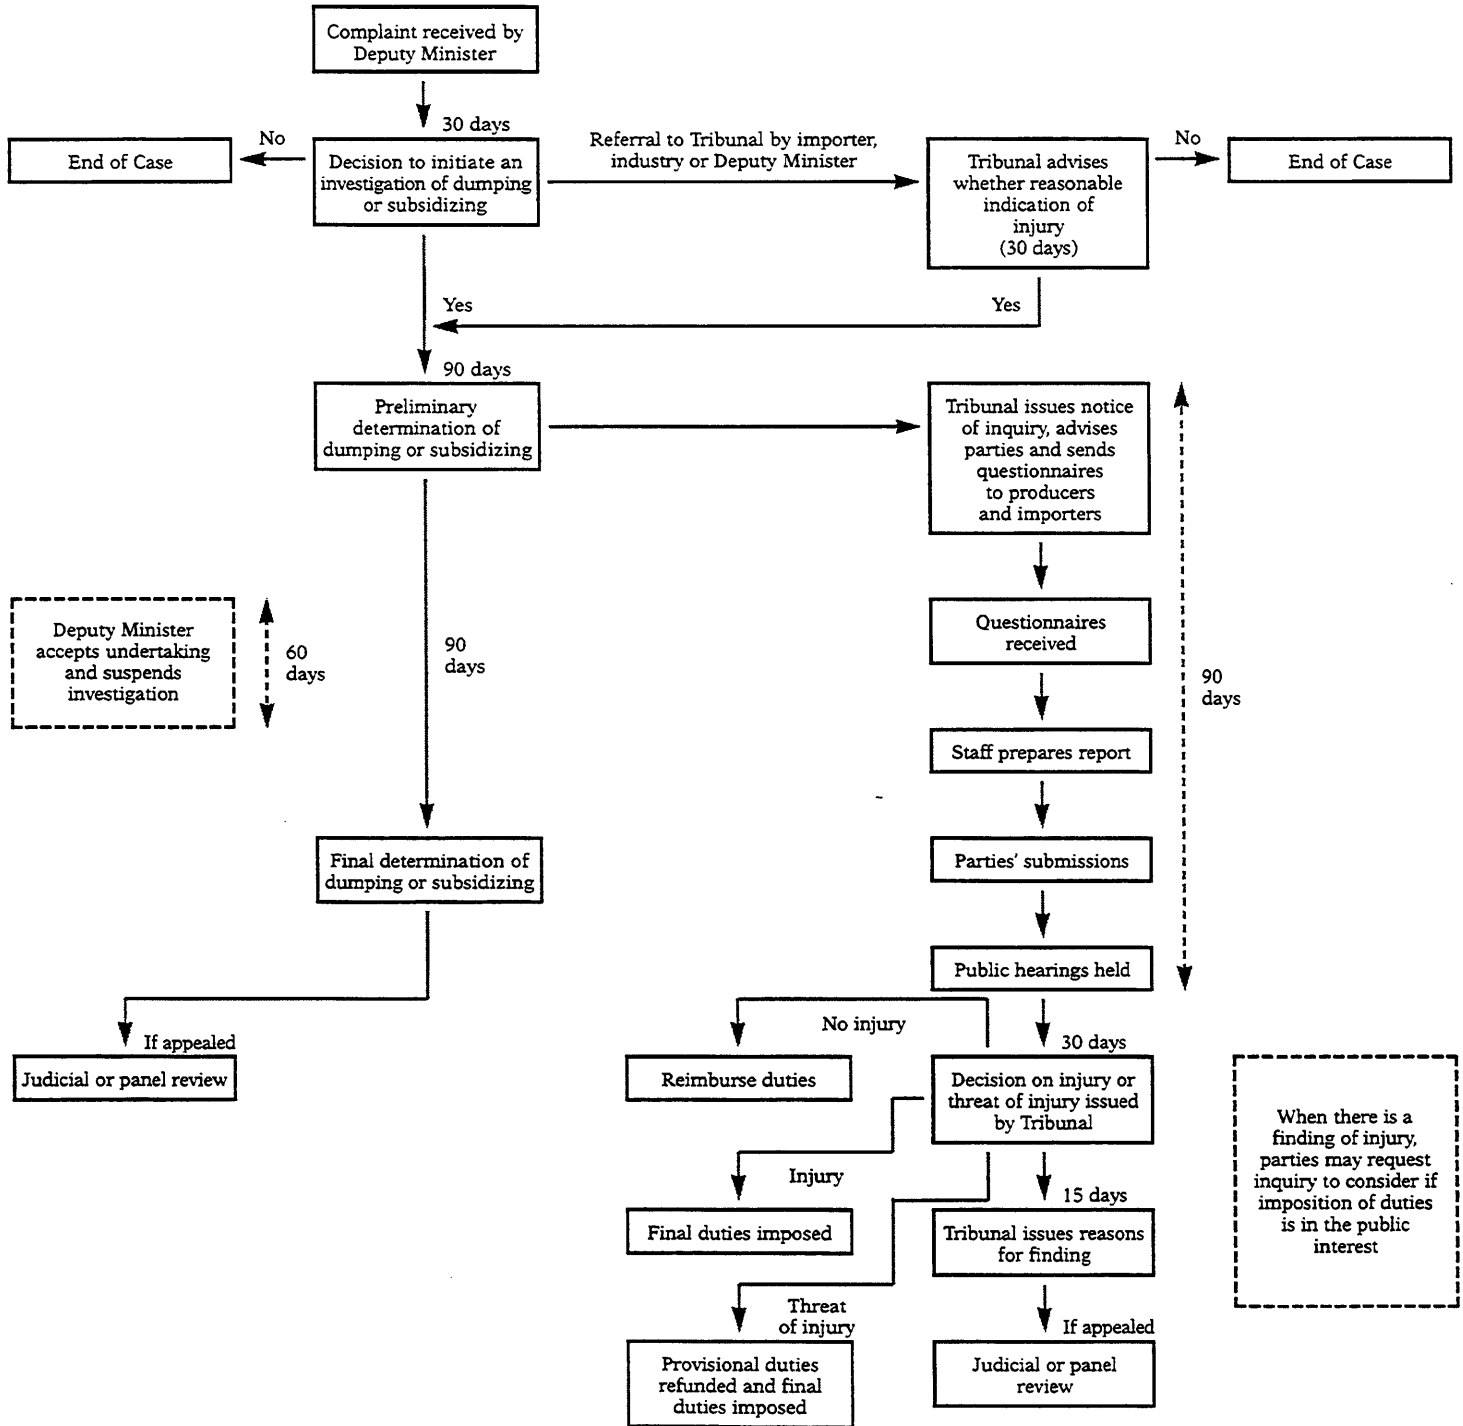 Complaint received by
Deputy Minister
30 days
No
End of Case
Decision to initiate an
investigation of dumping
or subsidizing
Referral to Tribunal by importer,
industry or Deputy Minister
Tribunal advises
whether reasonable
indication of
injury
(30 days)
No
End of Case
Yes
Yes
90 days
Preliminary
determination of
dumping or subsidizing
Tribunal issues notice
of inquiry, advises
parties and sends
questionnaires
to producers
and importers
Deputy Minister
accepts undertaking
and suspends
investigation
60
days
90
days
Questionnaires
received
90
days
Staff prepares report
Final determination of
dumping or subsidizing
Parties' submissions
Public hearings held
If appealed
Judicial or panel review
No injury
Reimburse duties
30 days
Decision on injury or
threat of injury issued
by Tribunal
Injury
Final duties imposed
15 days
Tribunal issues reasons
for finding
When there is a
finding of injury,
parties may request
inquiry to consider if
imposition of duties
is in the public
interest
Threat
of injury
Provisional duties
refunded and final
duties imposed
If appealed
Judicial or panel
review